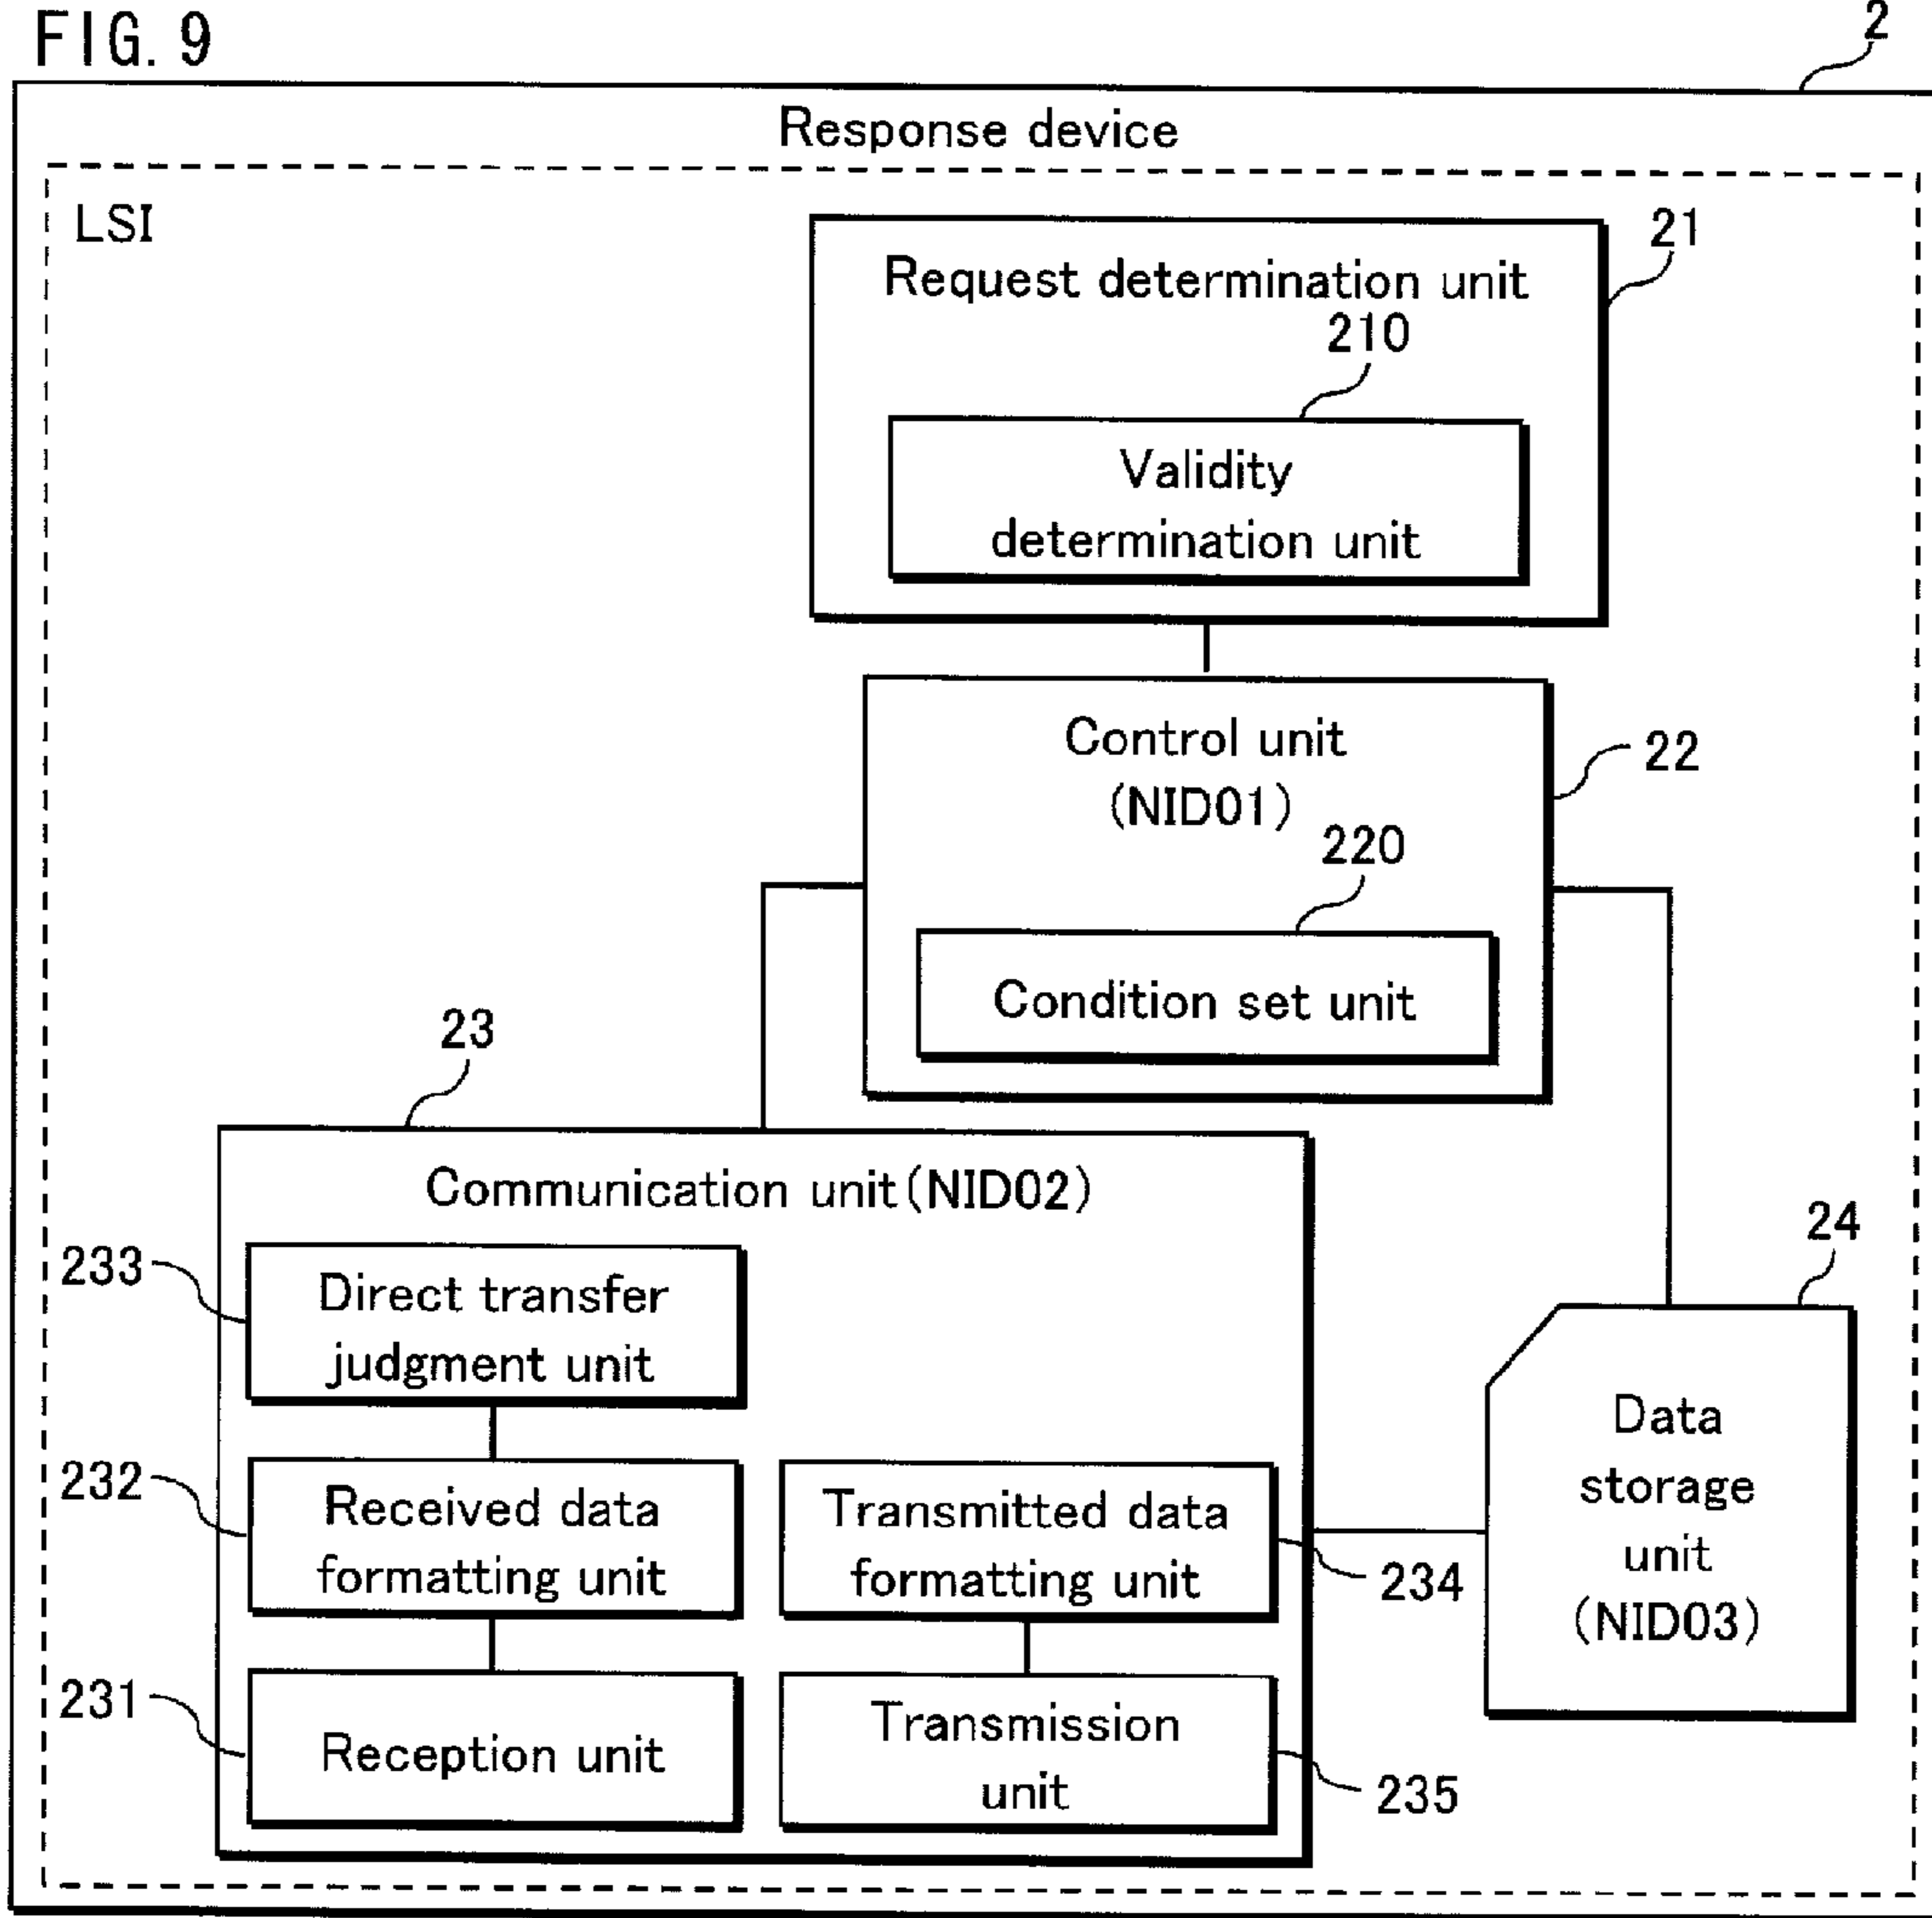 FIG. 9
2
Response device
LSI
21
Request determination unit
210
Validity
determination unit
Control unit
(NID01)
22
220
Condition set unit
23
Communication unit(NID02)
24
233
Direct transfer
judgment unit
Data
storage
unit
(NID03)
232
Received data
formatting unit
Transmitted data
formatting unit
234
231
Reception unit
Transmission
unit
235